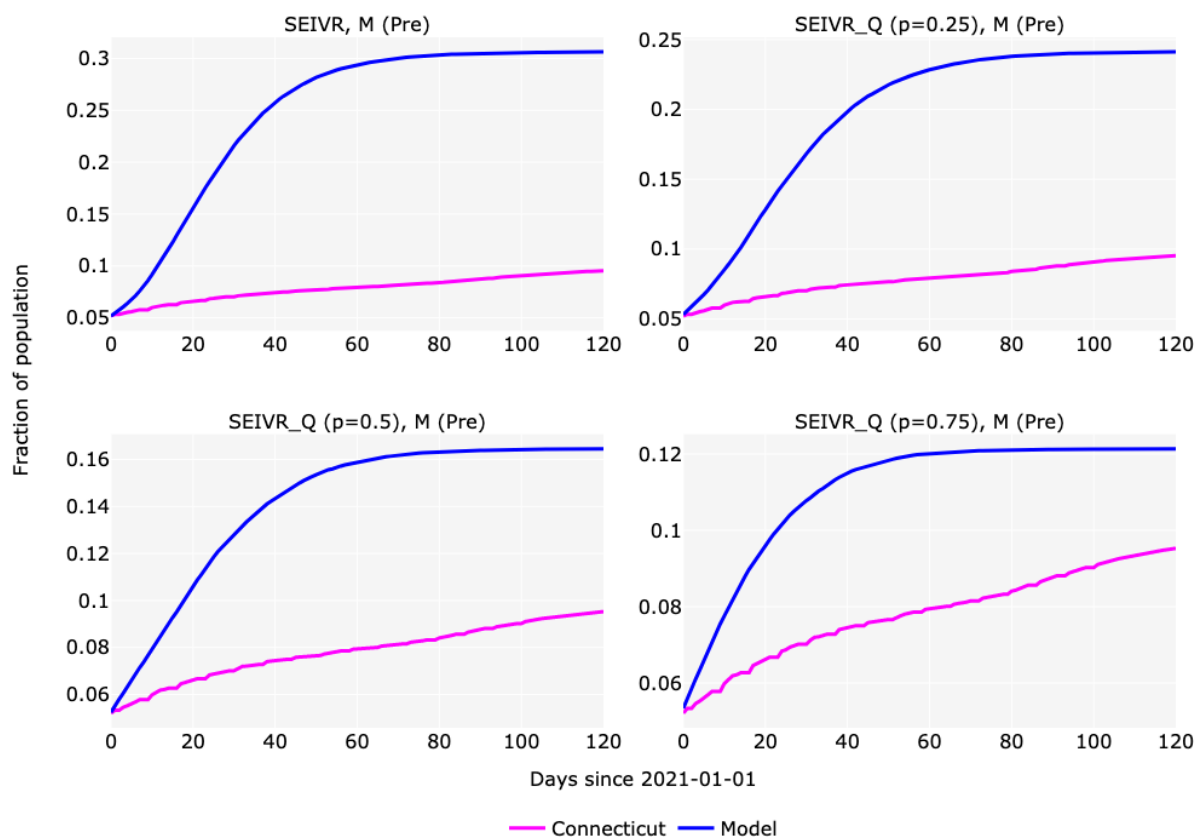 SEIVR, M (Pre)
SEIVR_Q (p=0.25), M (Pre)
0.3
0.25
0.2
0.15
0.1
0.05
0 20 40 60 80 100 120
0.25
0.2
0.15
0.1
0.05
0 20 40 60 80 100 120
Fraction of population
SEIVR_Q (p=0.5), M (Pre)
SEIVR_Q (p=0.75), M (Pre)
0.16
0.14
0.12
0.1
0.08
0.06
0 20 40 60 80 100 120
0.12
0.1
0.08
0.06
0 20 40 60 80 100 120
Days since 2021-01-01
Connecticut Model